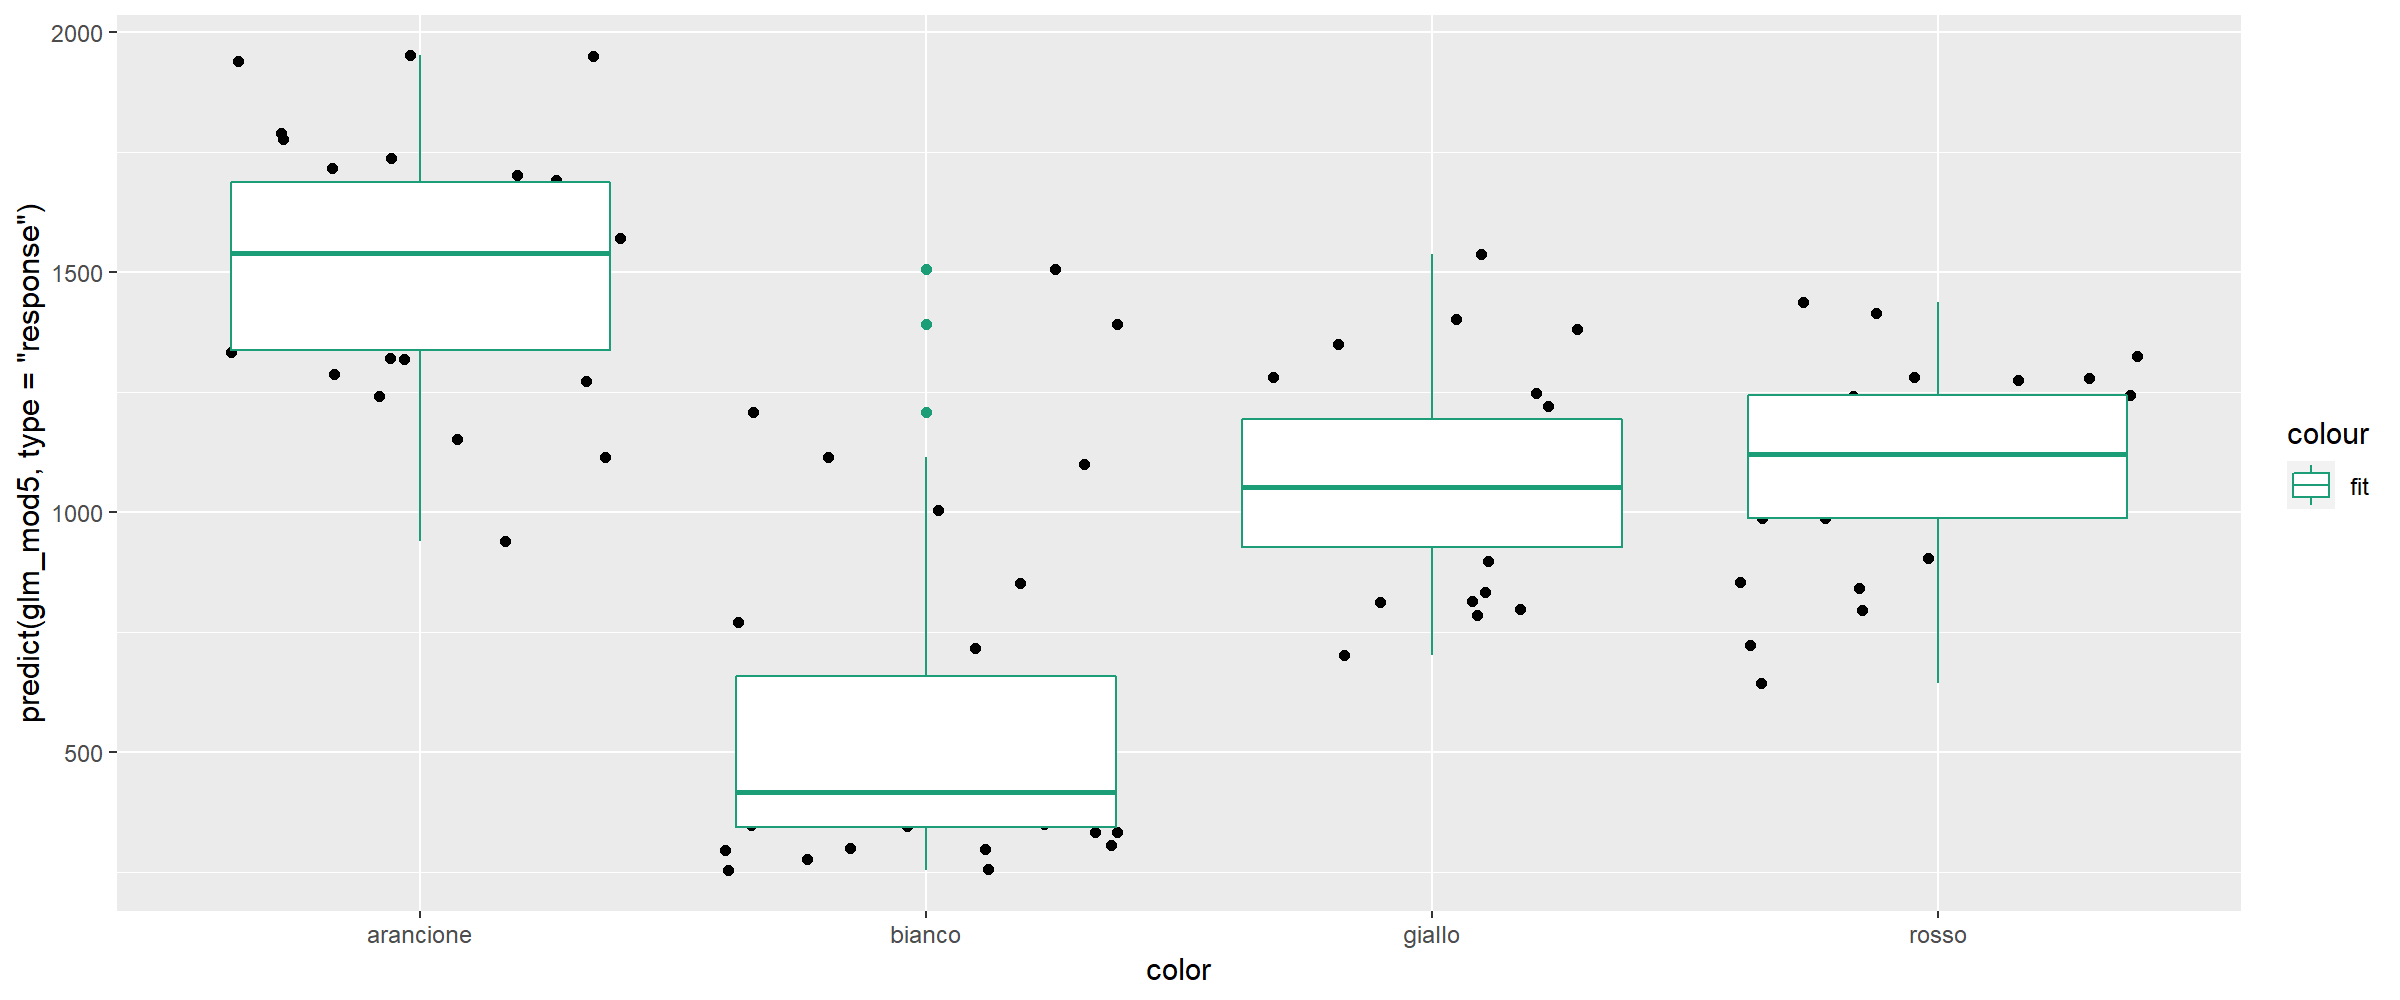 predict(glm_mod5, type = "response")
2000
1500
1000
500
arancione
bianco
giallo
rosso
color
colour
fit